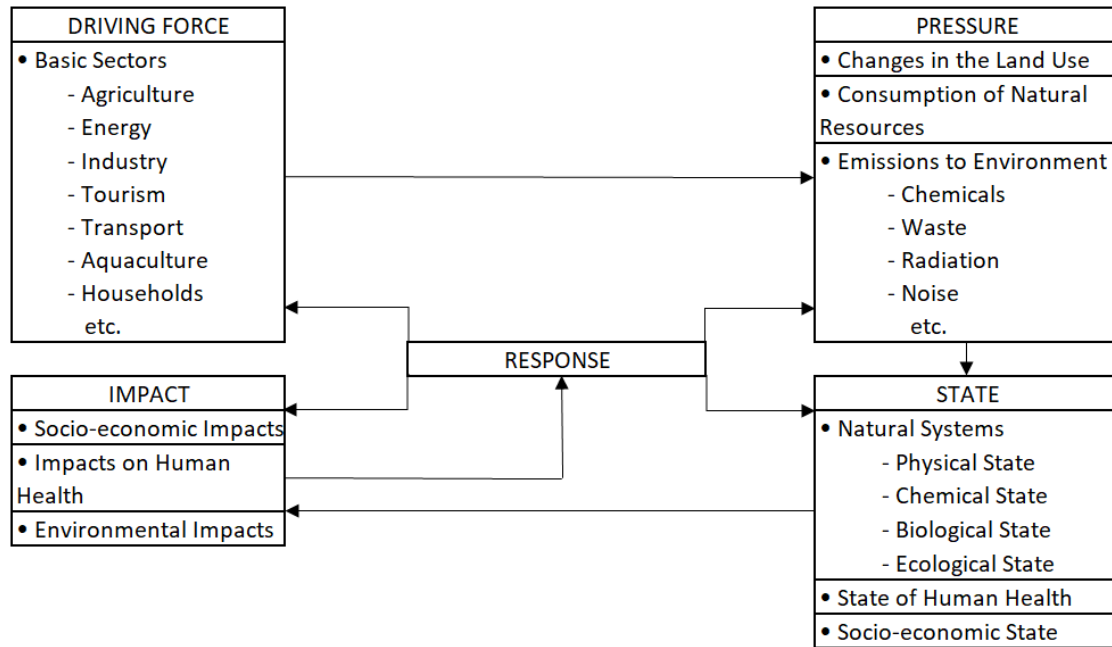 DRIVING FORCE
• Basic Sectors
- Agriculture
- Energy
- Industry
- Tourism
- Transport
- Aquaculture
- Households
etc.
PRESSURE
• Changes in the Land Use
• Consumption of Natural
Resources
• Emissions to Environment
- Chemicals
- Waste
- Radiation
- Noise
etc.
RESPONSE
IMPACT
• Socio-economic Impacts
• Impacts on Human
Health
• Environmental Impacts
STATE
• Natural Systems
- Physical State
- Chemical State
- Biological State
- Ecological State
• State of Human Health
• Socio-economic State